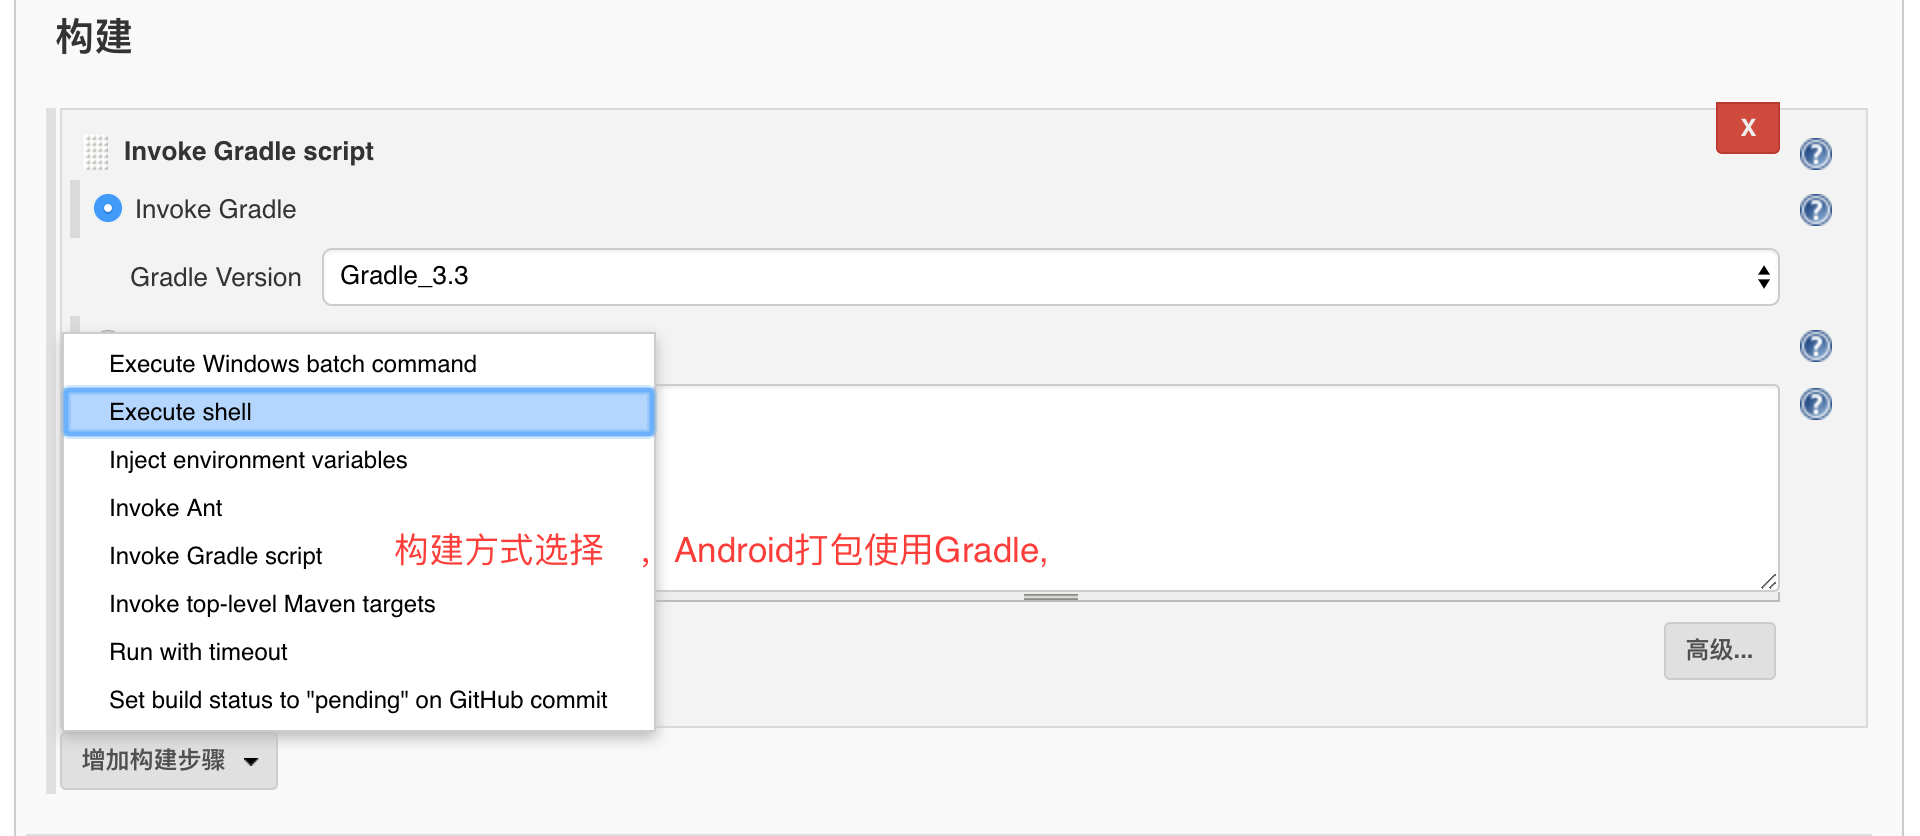 构建
Invoke Gradle script
X
Invoke Gradle
Gradle Version
Gradle_3.3
Execute Windows batch command
Execute shell
Inject environment variables
Invoke Ant
Invoke Gradle script
构建方式选择 ，Android打包使用Gradle,
Invoke top-level Maven targets
Run with timeout
高级...
Set build status to "pending" on GitHub commit
增加构建步骤